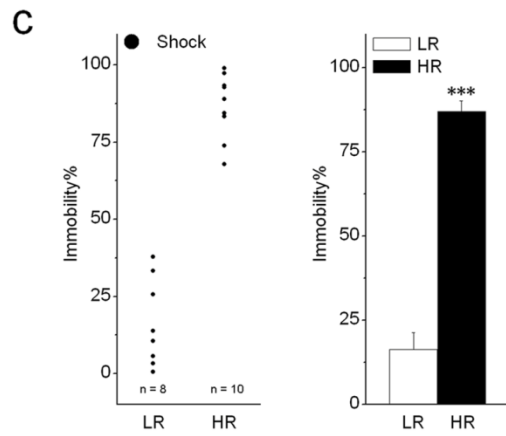 C
Shock
100
75
50
25
0
Immobility%
n = 8 n = 10
LR HR
LR
HR
100
75
50
25
0
Immobility%
***
LR HR